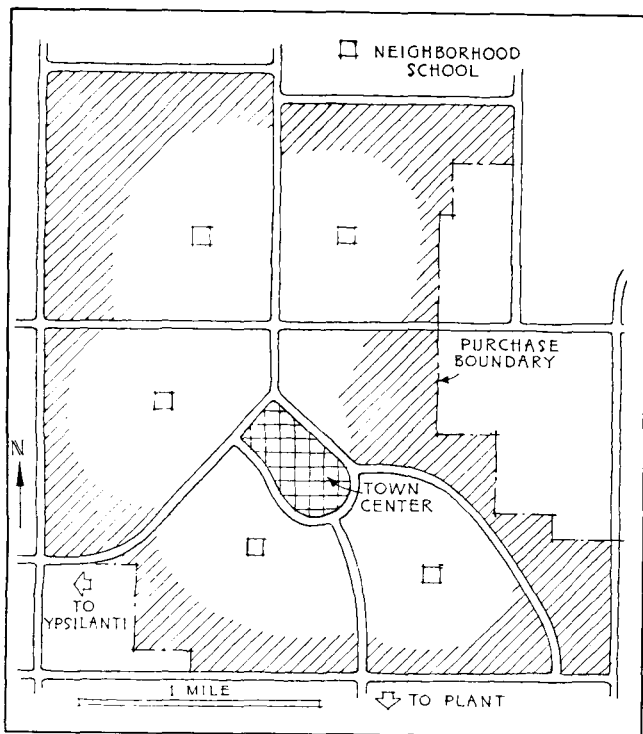 NEIGHBORHOOD
SCHOOL
PURCHASE
BOUNDARY
N
TOWN
CENTER
TO
YPSILANTI
1 MILE
TO PLANT